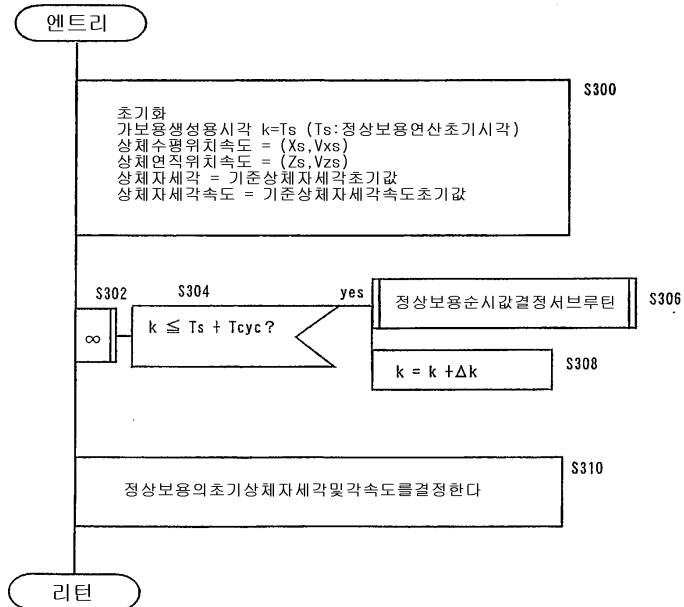 엔트리
S300
초기화
가보용생성용시각 k=Ts (Ts:정상보용연산초기시각)
상체수평위치속도 = (Xs,Vxs)
상체연직위치속도 = (Zs,Vzs)
상체자세각 = 기준상체자세각초기값
상체자세각속도 = 기준상체자세각속도초기값
S302
∞
S304
k ≦ Ts + Tcyc?
yes
정상보용순시값결정서브루틴
S306
k = k +Δk
S308
S310
정상보용의초기상체자세각및각속도를결정한다
리턴